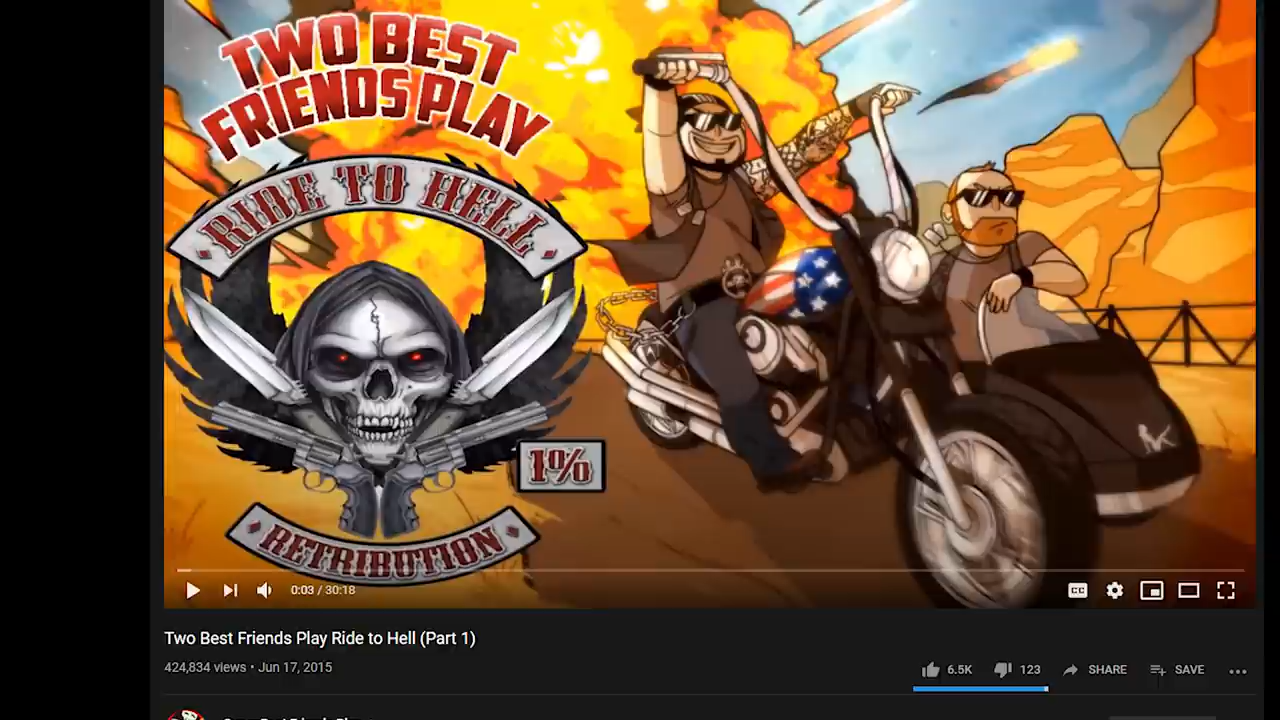 TWO BEST
FRIENDS PLAY
RIDE TO HELL
1%
RETRIBUTION
0:03 / 30:18
CC
Two Best Friends Play Ride to Hell (Part 1)
424,834 views • Jun 17, 2015
6.5K 123 SHARE SAVE